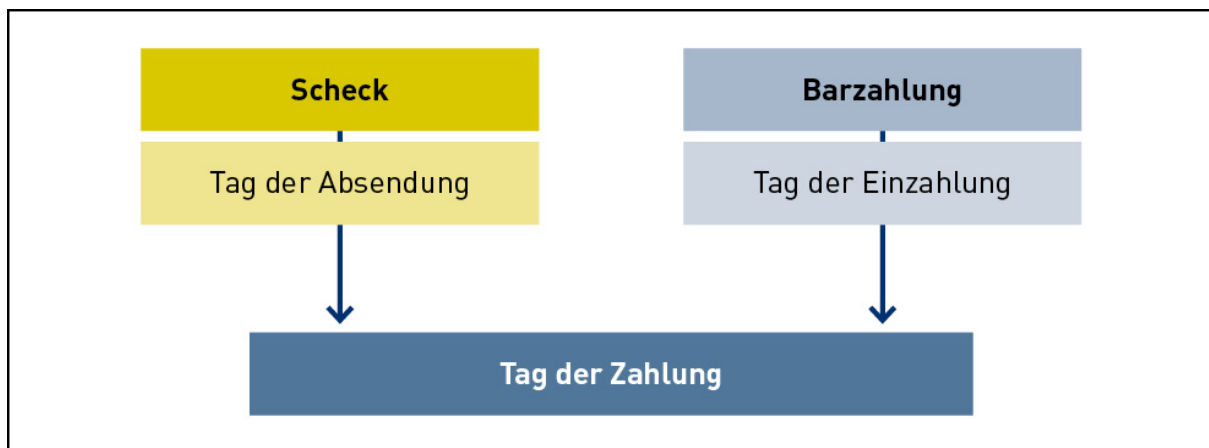 Scheck
Barzahlung
Tag der Absendung
Tag der Einzahlung
Tag der Zahlung